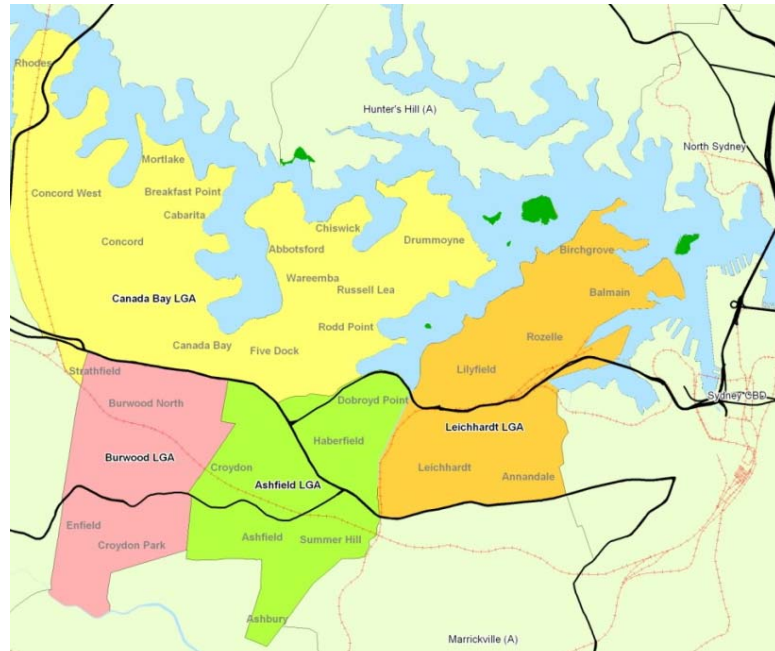 Rhodes
Hunter's Hill (A)
North Sydney
Mortlake
Concord West
Breakfast Point
Cabarita
Chiswick
Concord
Abbotsford
Drummoyne
Birchgrove
Wareemba
Russell Lea
Balmain
Canada Bay LGA
Rodd Point
Rozelle
Canada Bay
Five Dock
Lilyfield
Strathfield
Sydney CBD
Burwood North
Dobroyd Point
Haberfield
Leichhardt LGA
Burwood LGA
Croydon
Leichhardt
Annandale
Ashfield LGA
Enfield
Croydon Park
Ashfield
Summer Hill
Ashbury
Marrickville (A)